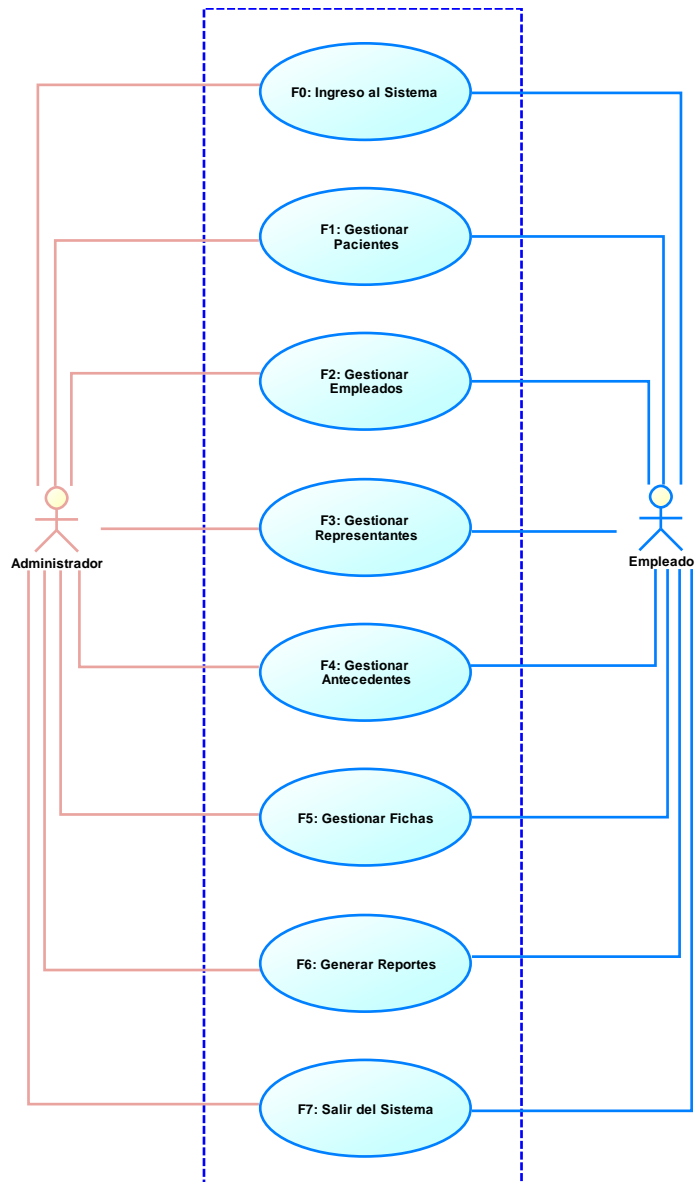 F0: Ingreso al Sistema
F1: Gestionar
Pacientes
F2: Gestionar
Empleados
F3: Gestionar
Representantes
Administrador
Empleado
F4: Gestionar
Antecedentes
F5: Gestionar Fichas
F6: Generar Reportes
F7: Salir del Sistema